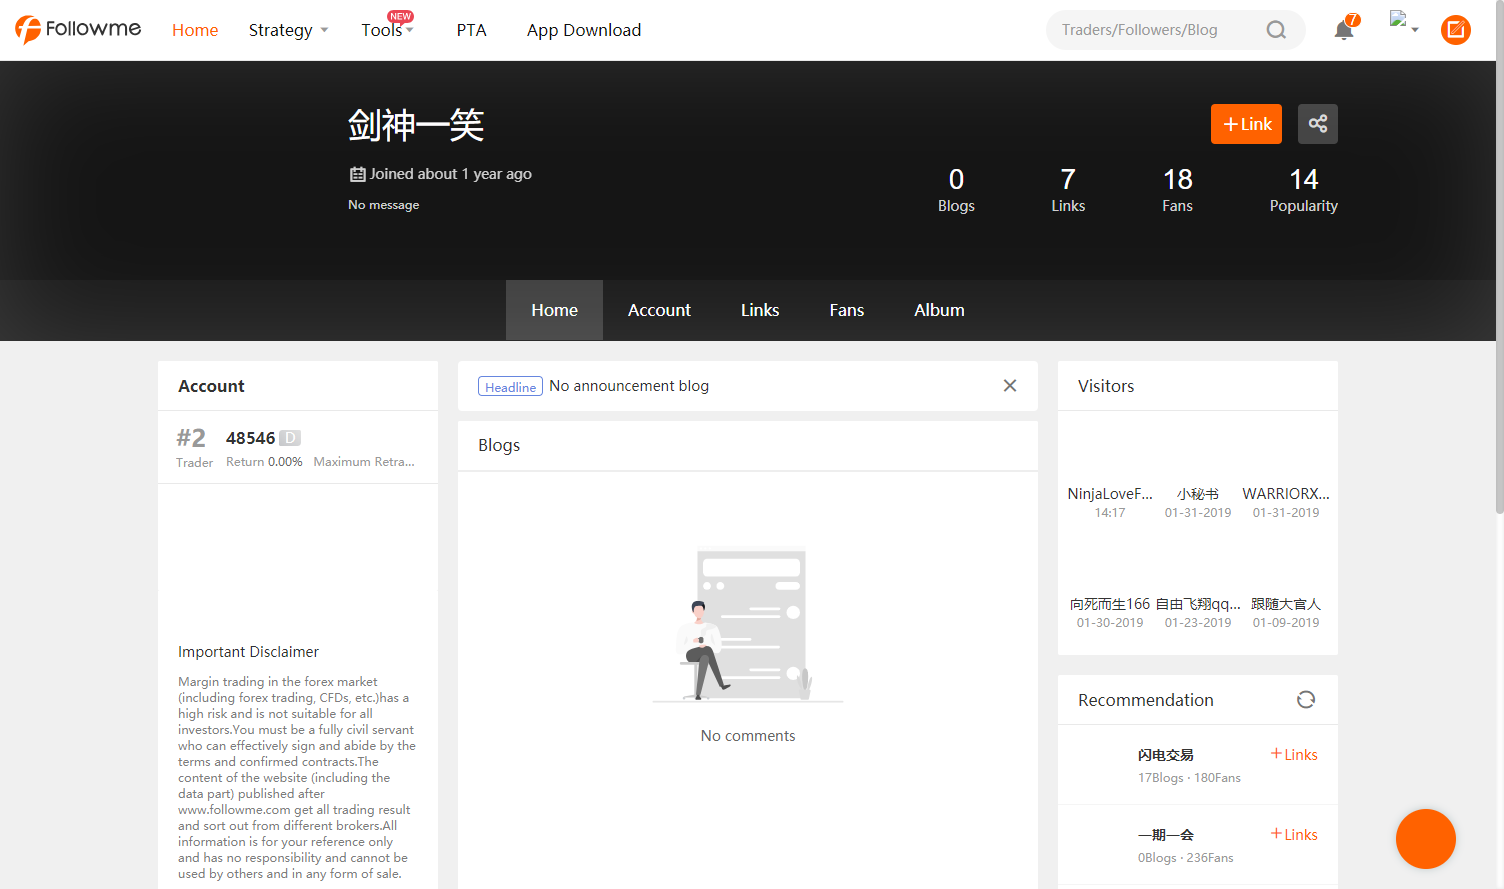 Followme
Home
Strategy
Tools
NEW
PTA
App Download
Traders/Followers/Blog
7
剑神一笑
+Link
Joined about 1 year ago
No message
0
Blogs
7
Links
18
Fans
14
Popularity
Home
Account
Links
Fans
Album
Account
#2
Trader
48546 D
Return 0.00% Maximum Retra...
Important Disclaimer
Margin trading in the forex market
(including forex trading, CFDs, etc.)has a
high risk and is not suitable for all
investors.You must be a fully civil servant
who can effectively sign and abide by the
terms and confirmed contracts.The
content of the website (including the
data part) published after
www.followme.com get all trading result
and sort out from different brokers.All
information is for your reference only
and has no responsibility and cannot be
used by others and in any form of sale.
Headline No announcement blog
Blogs
No comments
Visitors
NinjaLoveF...
14:17
小秘书
01-31-2019
WARRIORX...
01-31-2019
向死而生166
01-30-2019
自由飞翔qq...
01-23-2019
跟随大官人
01-09-2019
Recommendation
闪电交易
+Links
17Blogs · 180Fans
一期一会
+Links
0Blogs · 236Fans